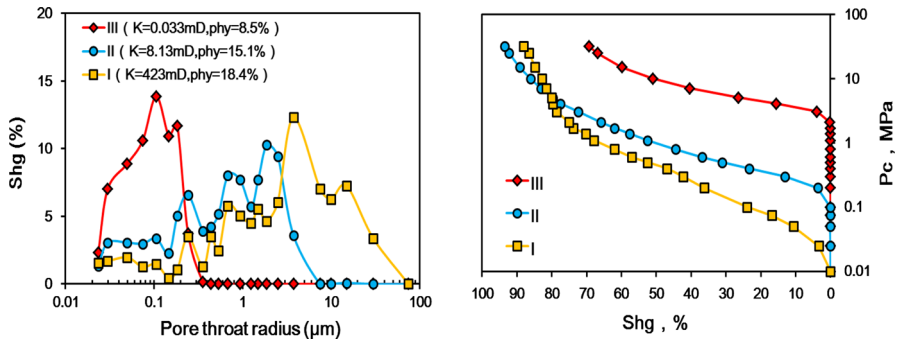 III ( K=0.033mD,phy=8.5%)
II ( K=8.13mD,phy=15.1%)
I ( K=423mD,phy=18.4%)
20
15
10
5
0
Shg (%)
0.01 0.1 1 10 100
Pore throat radius (μm)
100
10
1
0.1
0.01
Pc , MPa
III
II
I
100 90 80 70 60 50 40 30 20 10 0
Shg , %